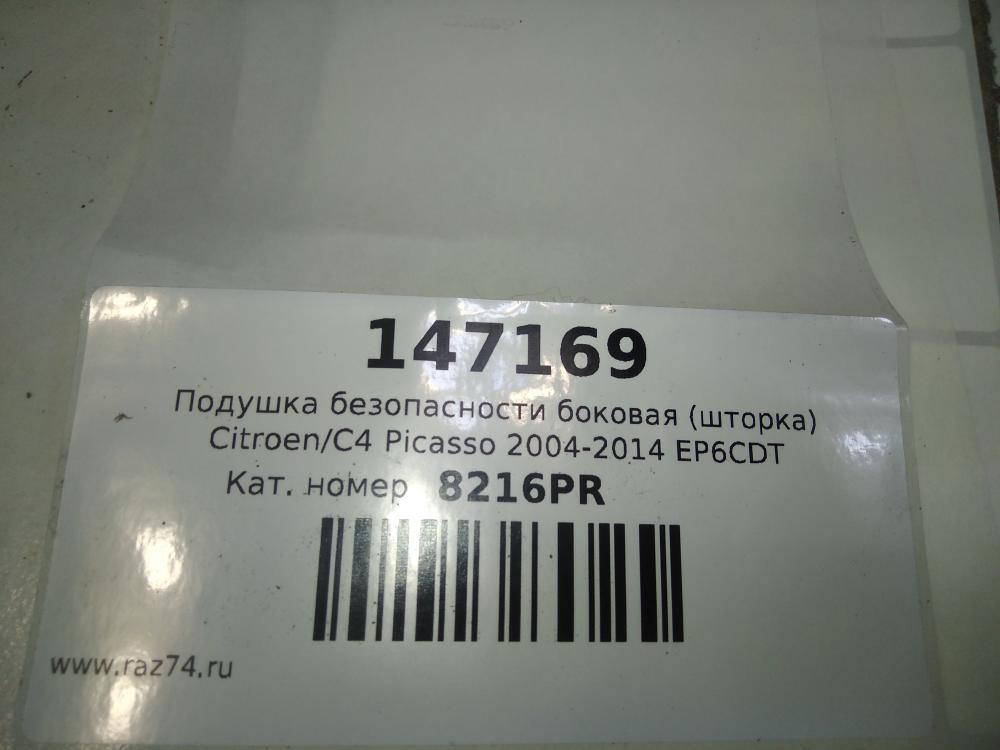 147169
Подушка безопасности боковая (шторка)
Citroen/C4 Picasso 2004-2014 EP6CDT
Кат. номер 8216PR
www.raz74.ru